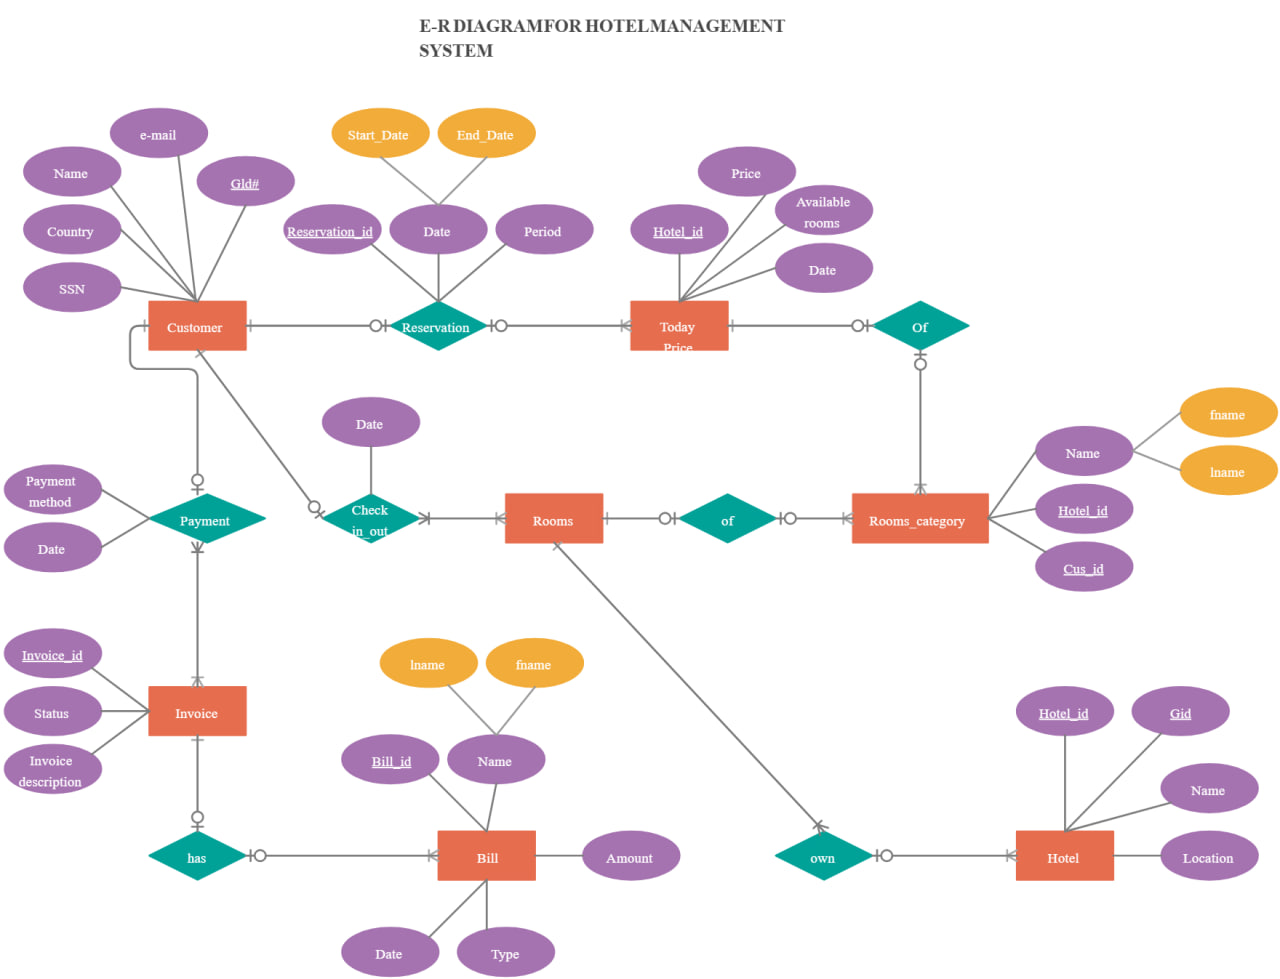 E-R DIAGRAMFOR HOTELMANAGEMENT
SYSTEM
e-mail
Start_Date
End_Date
Name
Gld#
Price
Available
rooms
Country
Reservation_id
Date
Period
Hotel_id
Date
SSN
Customer
Reservation
Today
Price
Of
Date
fname
Name
lname
Payment
method
Hotel_id
Payment
Check
in_out
Rooms
of
Rooms_category
Date
Cus_id
Invoice_id
lname
fname
Status
Invoice
Hotel_id
Gid
Invoice
description
Bill_id
Name
Name
has
Bill
Amount
own
Hotel
Location
Date
Type